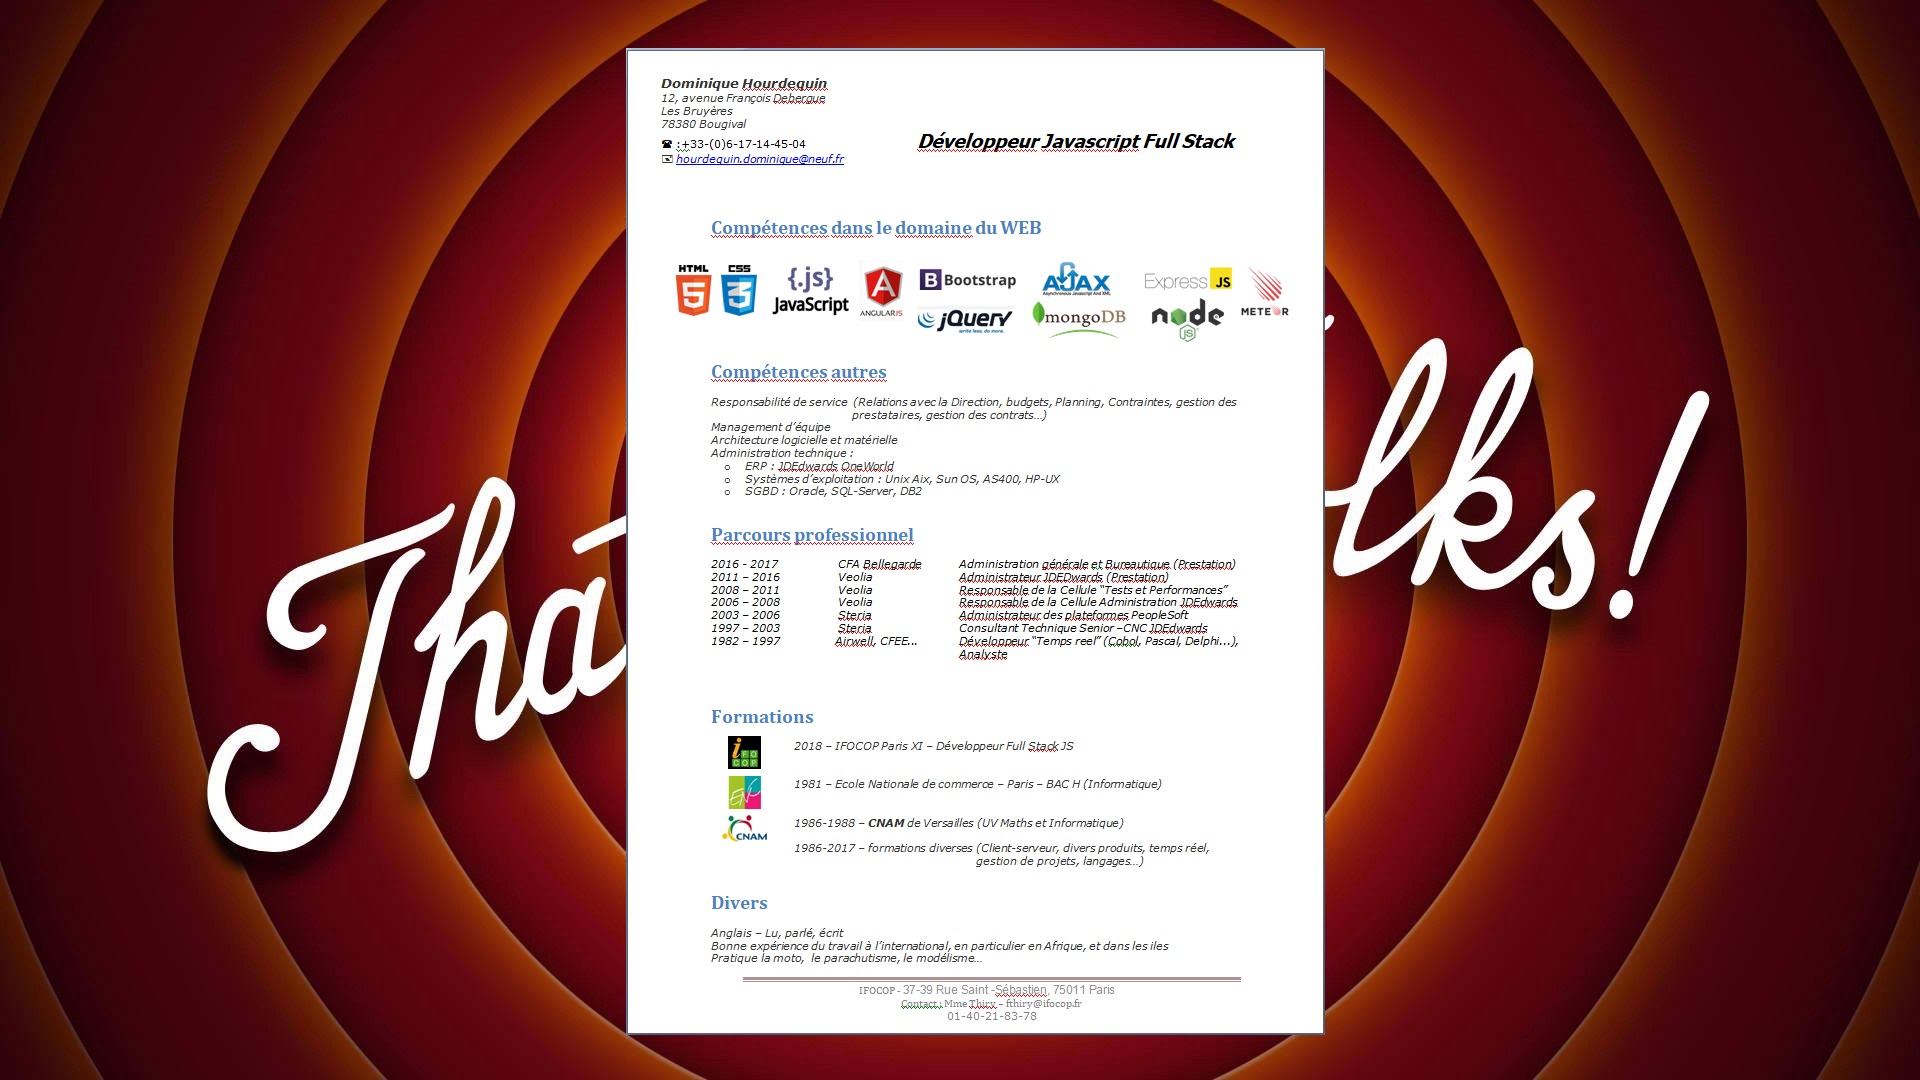 Dominique Hourdequin
12, avenue François Debergue
Les Bruyères
78380 Bougival
☎ :+33-(0)6-17-14-45-04
hourdequin.dominique@neuf.fr
Développeur Javascript Full Stack
Compétences dans le domaine du WEB
HTML 5 CSS 3 {.js} JavaScript A ANGULARJS B Bootstrap AJAX Asynchronous Javascript And XML Express JS METEOR
jQuery write less, do more. mongoDB node JS
Compétences autres
Responsabilité de service (Relations avec la Direction, budgets, Planning, Contraintes, gestion des
prestataires, gestion des contrats…)
Management d’équipe
Architecture logicielle et matérielle
Administration technique :
o ERP : JDEdwards OneWorld
o Systèmes d’exploitation : Unix Aix, Sun OS, AS400, HP-UX
o SGBD : Oracle, SQL-Server, DB2
Parcours professionnel
2016 - 2017 CFA Bellegarde Administration générale et Bureautique (Prestation)
2011 – 2016 Veolia Administrateur JDEDwards (Prestation)
2008 – 2011 Veolia Responsable de la Cellule “Tests et Performances”
2006 – 2008 Veolia Responsable de la Cellule Administration JDEdwards
2003 – 2006 Steria Administrateur des plateformes PeopleSoft
1997 – 2003 Steria Consultant Technique Senior –CNC JDEdwards
1982 – 1997 Airwell, CFEE… Développeur “Temps reel” (Cobol, Pascal, Delphi…),
Analyste
Formations
iFOCOP 2018 – IFOCOP Paris XI – Développeur Full Stack JS
ENC 1981 – Ecole Nationale de commerce – Paris – BAC H (Informatique)
CNAM 1986-1988 – CNAM de Versailles (UV Maths et Informatique)
1986-2017 – formations diverses (Client-serveur, divers produits, temps réel,
gestion de projets, langages…)
Divers
Anglais – Lu, parlé, écrit
Bonne expérience du travail à l’international, en particulier en Afrique, et dans les iles
Pratique la moto, le parachutisme, le modélisme…
IFOCOP - 37-39 Rue Saint -Sébastien, 75011 Paris
Contact : Mme Thiry – fthiry@ifocop.fr
01-40-21-83-78
Tha
lks!